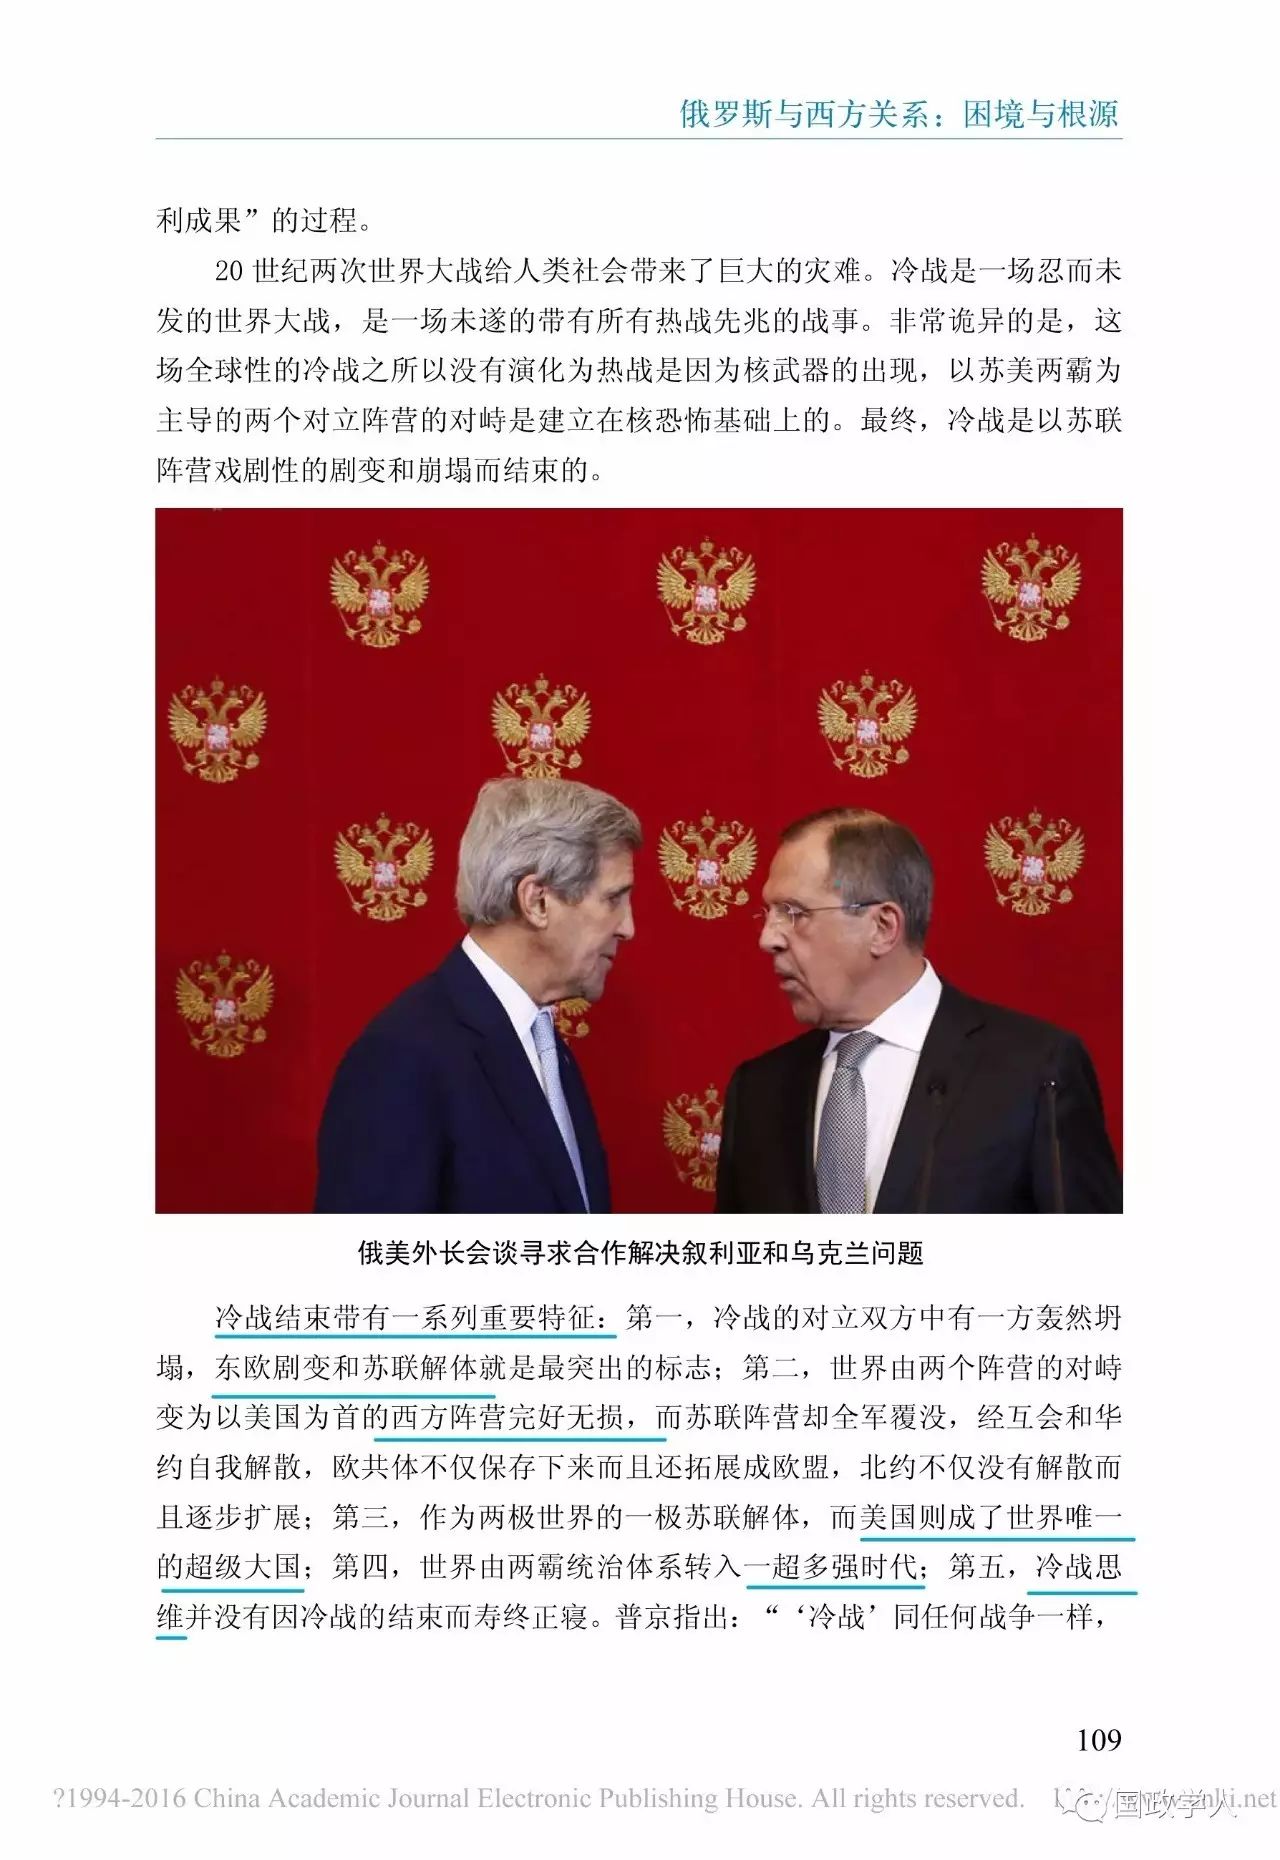 俄罗斯与西方关系：困境与根源
利成果”的过程。
20 世纪两次世界大战给人类社会带来了巨大的灾难。冷战是一场忍而未
发的世界大战，是一场未遂的带有所有热战先兆的战事。非常诡异的是，这
场全球性的冷战之所以没有演化为热战是因为核武器的出现，以苏美两霸为
主导的两个对立阵营的对峙是建立在核恐怖基础上的。最终，冷战是以苏联
阵营戏剧性的剧变和崩塌而结束的。
俄美外长会谈寻求合作解决叙利亚和乌克兰问题
冷战结束带有一系列重要特征：第一，冷战的对立双方中有一方轰然坍
塌，东欧剧变和苏联解体就是最突出的标志；第二，世界由两个阵营的对峙
变为以美国为首的西方阵营完好无损，而苏联阵营却全军覆没，经互会和华
约自我解散，欧共体不仅保存下来而且还拓展成欧盟，北约不仅没有解散而
且逐步扩展；第三，作为两极世界的一极苏联解体，而美国则成了世界唯一
的超级大国；第四，世界由两霸统治体系转入一超多强时代；第五，冷战思
维并没有因冷战的结束而寿终正寝。普京指出：“‘冷战’同任何战争一样，
109
?1994-2016 China Academic Journal Electronic Publishing House. All rights reserved.
国政学人